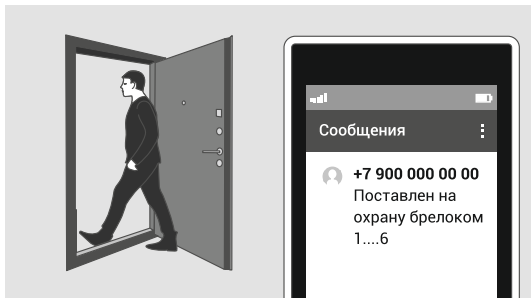 Сообщения
+7 900 000 00 00
Поставлен на
охрану брелоком
1....6